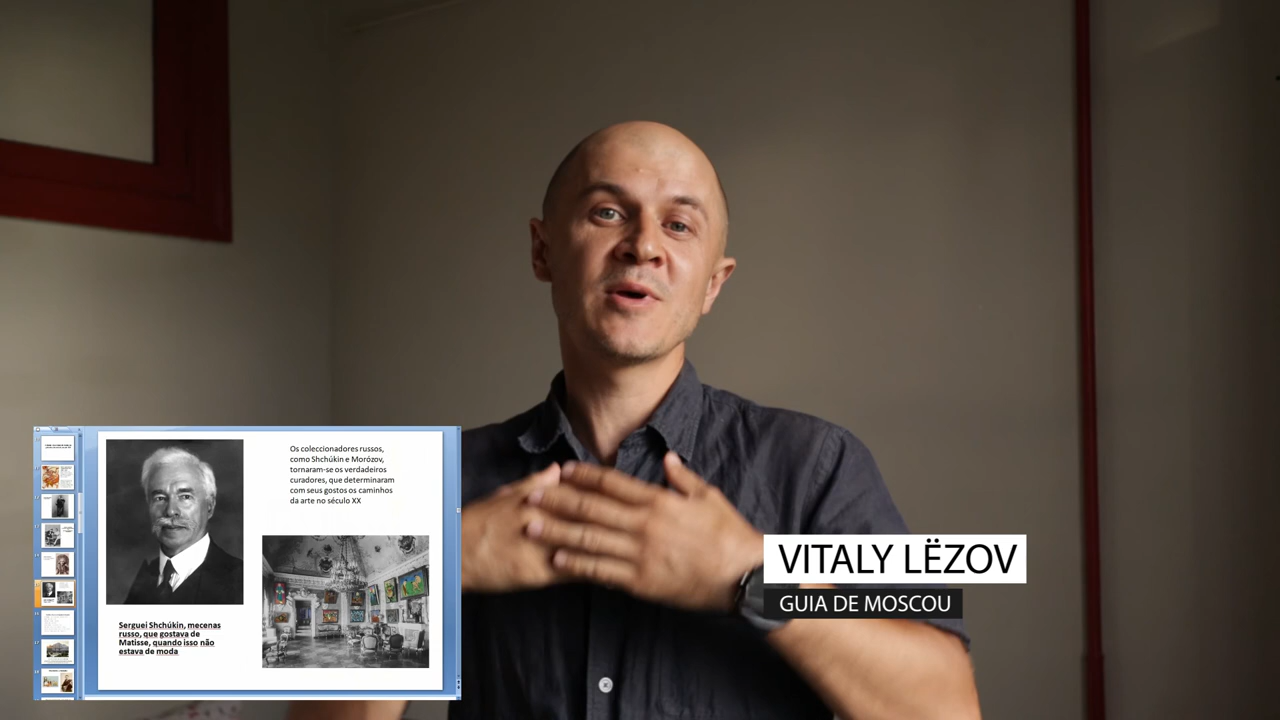 Os coleccionadores russos,
como Shchúkin e Morózov,
tornaram-se os verdadeiros
curadores, que determinaram
com seus gostos os caminhos
da arte no século XX
Serguei Shchúkin, mecenas
russo, que gostava de
Matisse, quando isso não
estava de moda
VITALY LËZOV
GUIA DE MOSCOU